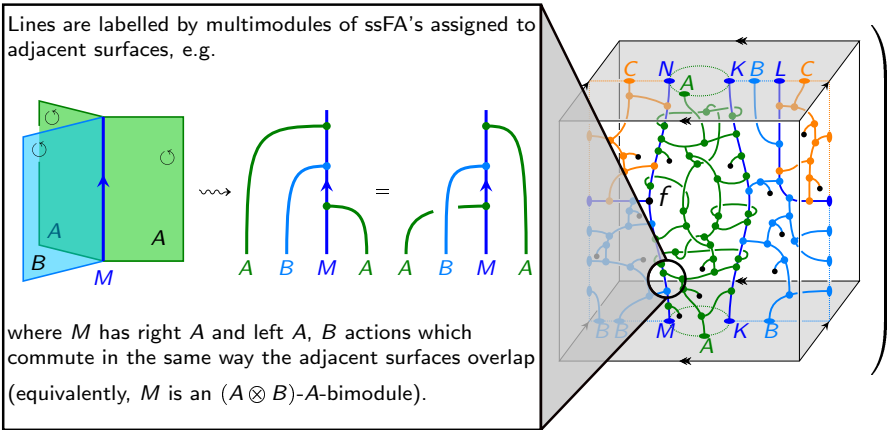 Lines are labelled by multimodules of ssFA's assigned to
adjacent surfaces, e.g.
A
B
M
A
⇝
A B M A
=
A B M A
where M has right A and left A, B actions which
commute in the same way the adjacent surfaces overlap
(equivalently, M is an (A ⊗ B)-A-bimodule).
C N A K B L C
f
B B M A K B